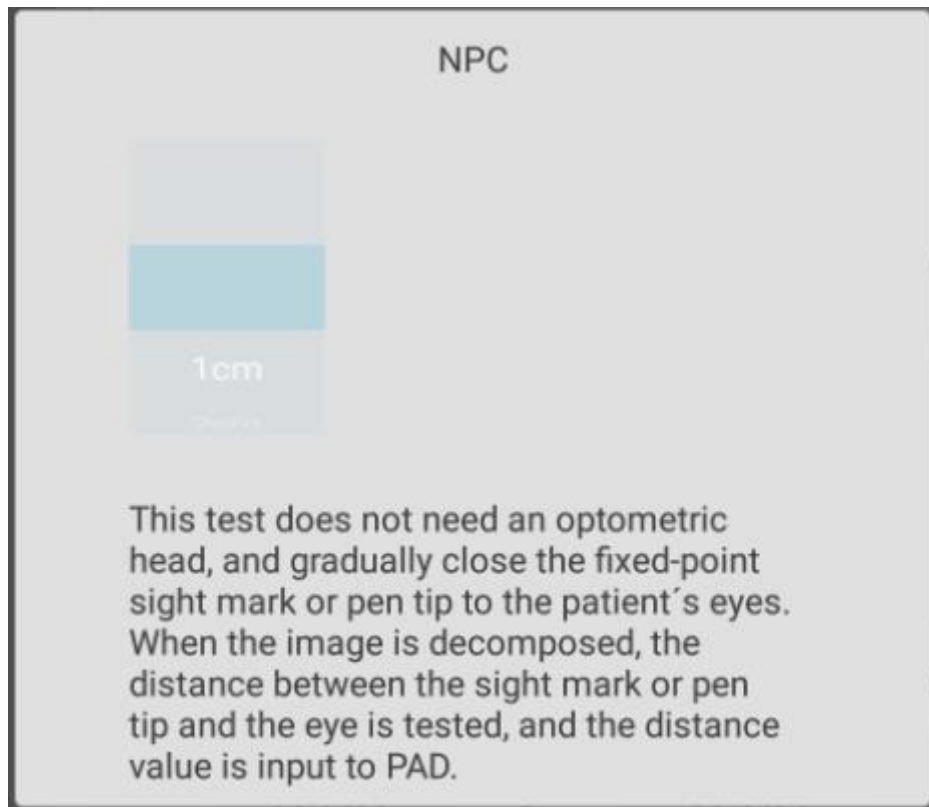 NPC
1cm
This test does not need an optometric
head, and gradually close the fixed-point
sight mark or pen tip to the patient´s eyes.
When the image is decomposed, the
distance between the sight mark or pen
tip and the eye is tested, and the distance
value is input to PAD.